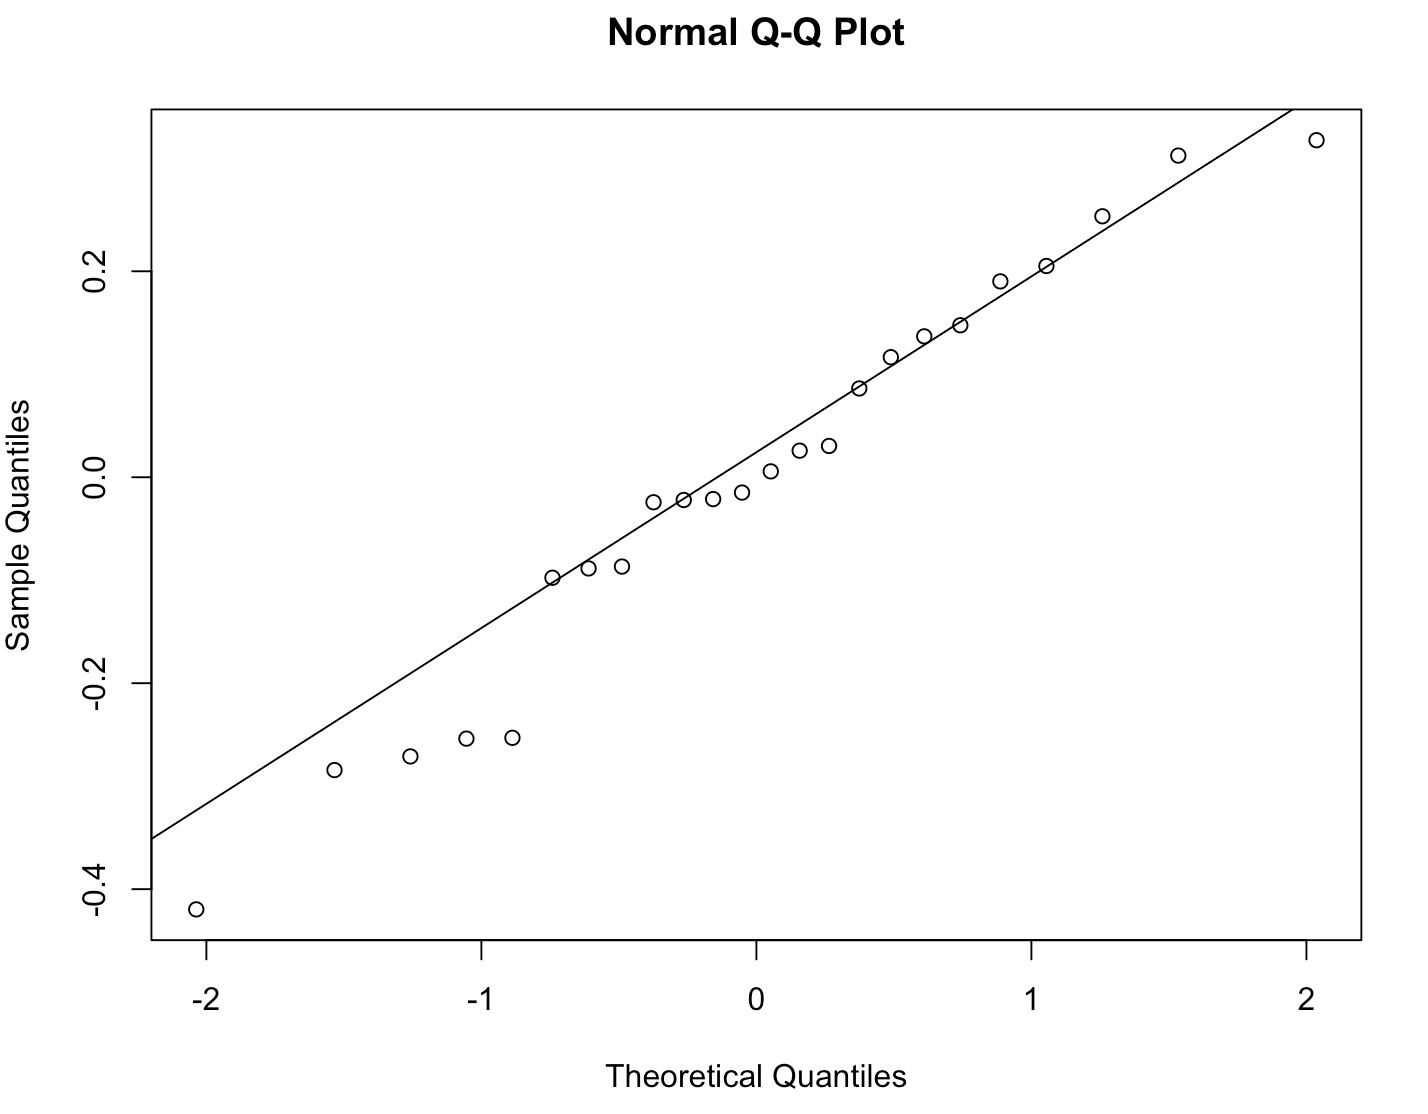 Normal Q-Q Plot
Sample Quantiles
0.2
0.0
-0.2
-0.4
-2 -1 0 1 2
Theoretical Quantiles